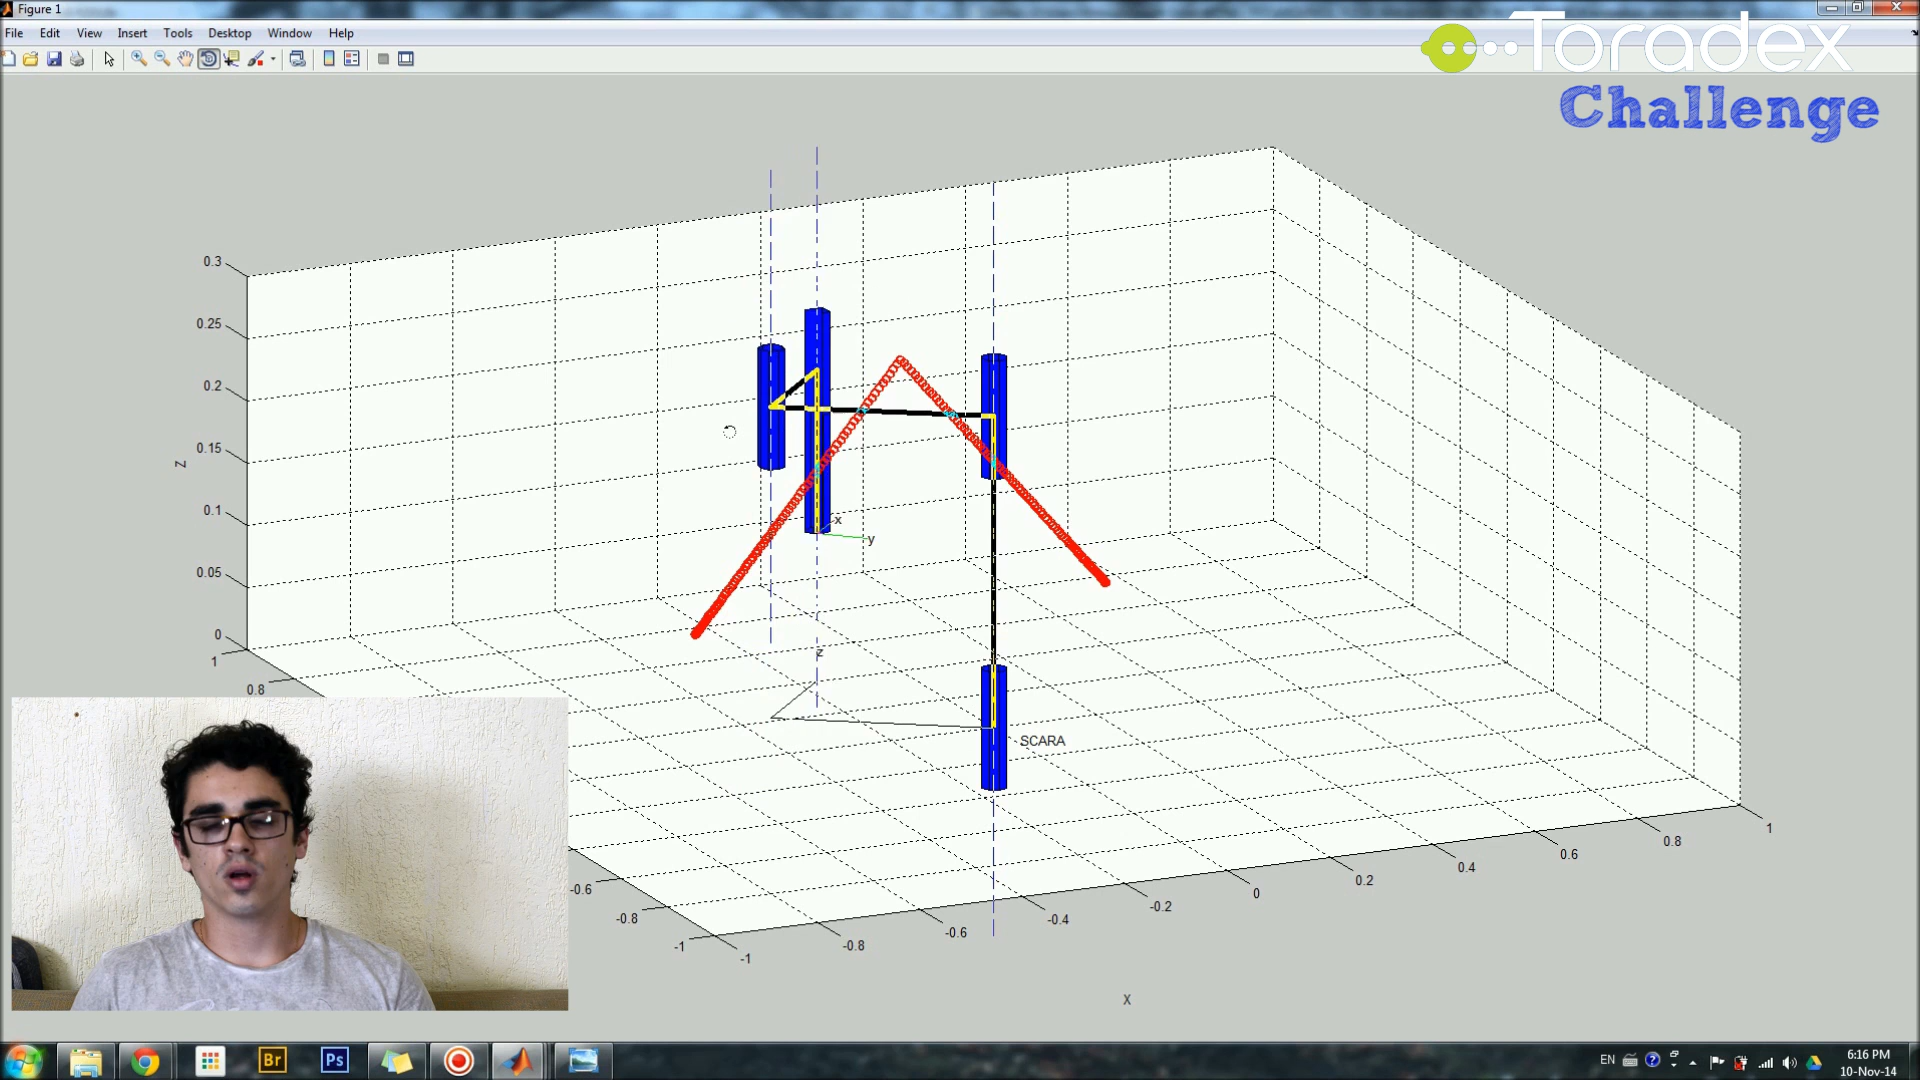 Figure 1
File Edit View Insert Tools Desktop Window Help
Toradex
Challenge
0.3
0.25
0.2
0.15
0.1
0.05
0
Z
1
0.8
-0.6
-0.8
-1
-1
-0.8
-0.6
-0.4
-0.2
0
0.2
0.4
0.6
0.8
1
X
x
y
z
SCARA
Br
Ps
EN
6:16 PM
10-Nov-14